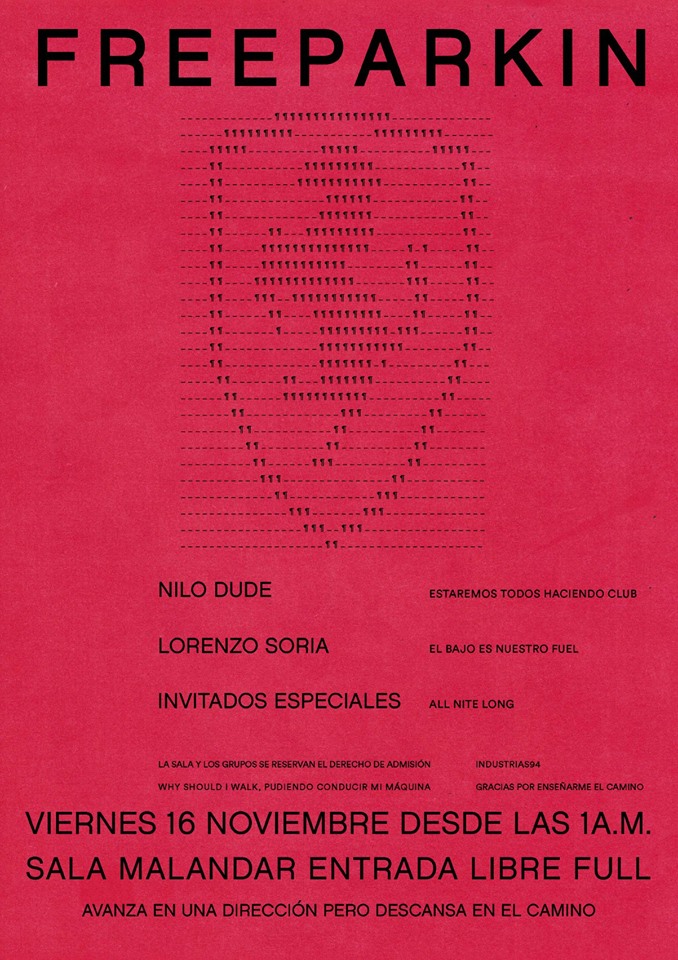 FREEPARKIN
NILO DUDE
ESTAREMOS TODOS HACIENDO CLUB
LORENZO SORIA
EL BAJO ES NUESTRO FUEL
INVITADOS ESPECIALES
ALL NITE LONG
LA SALA Y LOS GRUPOS SE RESERVAN EL DERECHO DE ADMISIÓN
INDUSTRIAS94
WHY SHOULD I WALK, PUDIENDO CONDUCIR MI MÁQUINA
GRACIAS POR ENSEÑARME EL CAMINO
VIERNES 16 NOVIEMBRE DESDE LAS 1A.M.
SALA MALANDAR ENTRADA LIBRE FULL
AVANZA EN UNA DIRECCIÓN PERO DESCANSA EN EL CAMINO